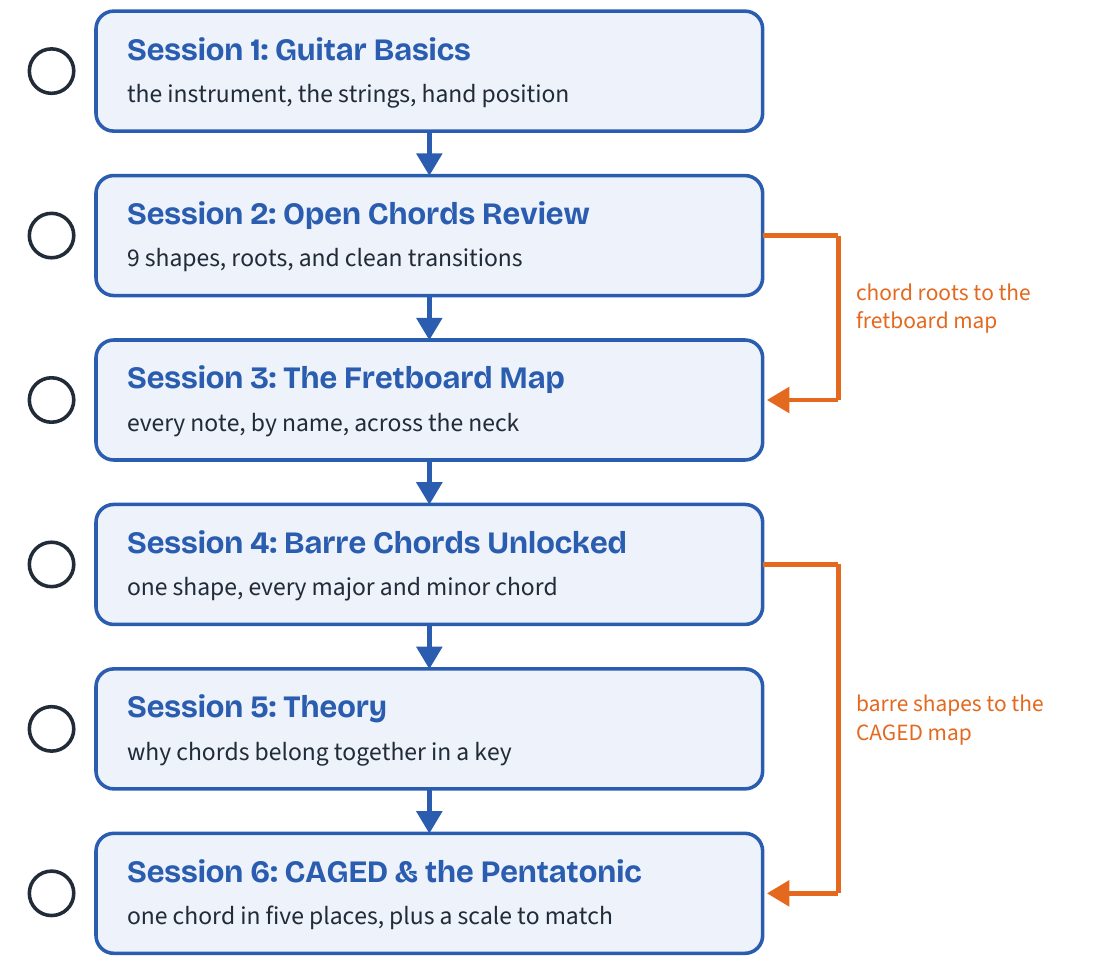 Session 1: Guitar Basics
the instrument, the strings, hand position
Session 2: Open Chords Review
9 shapes, roots, and clean transitions
chord roots to the
fretboard map
Session 3: The Fretboard Map
every note, by name, across the neck
Session 4: Barre Chords Unlocked
one shape, every major and minor chord
Session 5: Theory
why chords belong together in a key
barre shapes to the
CAGED map
Session 6: CAGED & the Pentatonic
one chord in five places, plus a scale to match